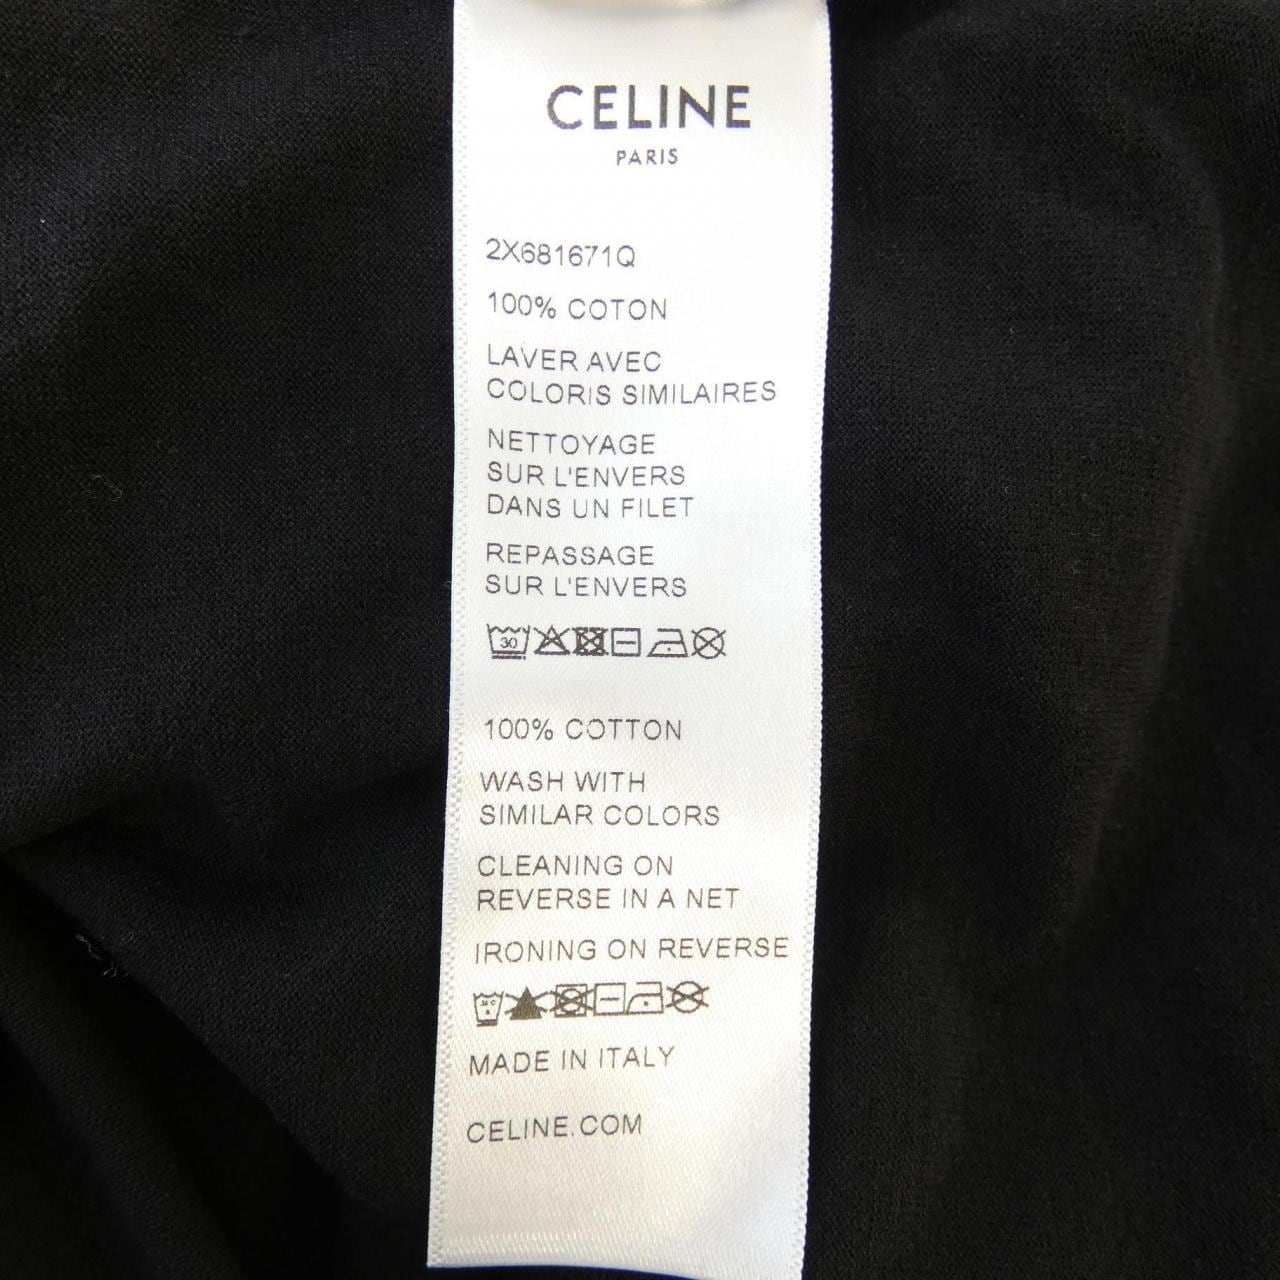 CELINE
PARIS
2X681671Q
100% COTON
LAVER AVEC
COLORIS SIMILAIRES
NETTOYAGE
SUR L'ENVERS
DANS UN FILET
REPASSAGE
SUR L'ENVERS
30
100% COTTON
WASH WITH
SIMILAR COLORS
CLEANING ON
REVERSE IN A NET
IRONING ON REVERSE
MADE IN ITALY
CELINE.COM